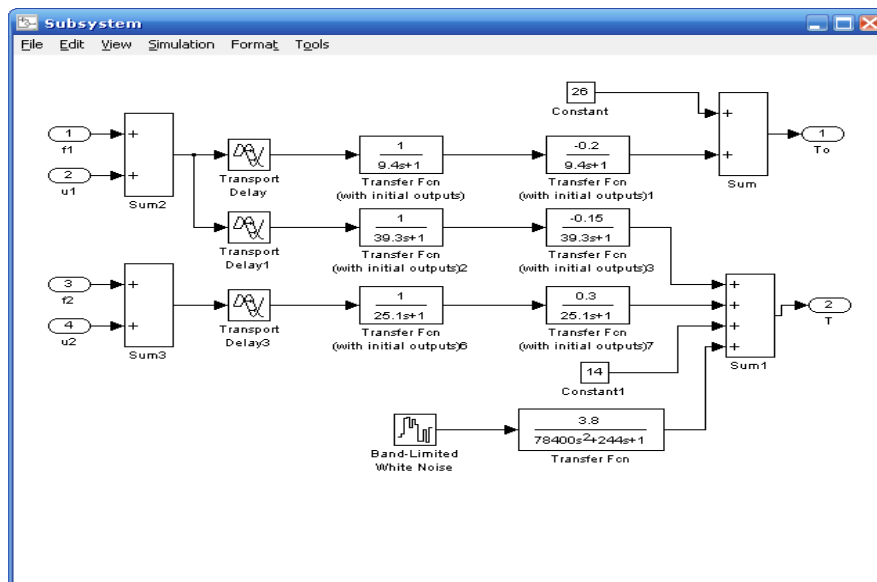 Subsystem
File Edit View Simulation Format Tools
26
Constant
1
f1
2
u1
+
+
Sum2
Transport
Delay
1
9.4s+1
Transfer Fcn
(with initial outputs)
-0.2
9.4s+1
Transfer Fcn
(with initial outputs)1
+
+
Sum
1
To
Transport
Delay1
1
39.3s+1
Transfer Fcn
(with initial outputs)2
-0.15
39.3s+1
Transfer Fcn
(with initial outputs)3
3
f2
4
u2
+
+
Sum3
Transport
Delay3
1
25.1s+1
Transfer Fcn
(with initial outputs)6
0.3
25.1s+1
Transfer Fcn
(with initial outputs)7
+
+
+
+
Sum1
2
T
14
Constant1
Band-Limited
White Noise
3.8
78400s²+244s+1
Transfer Fcn